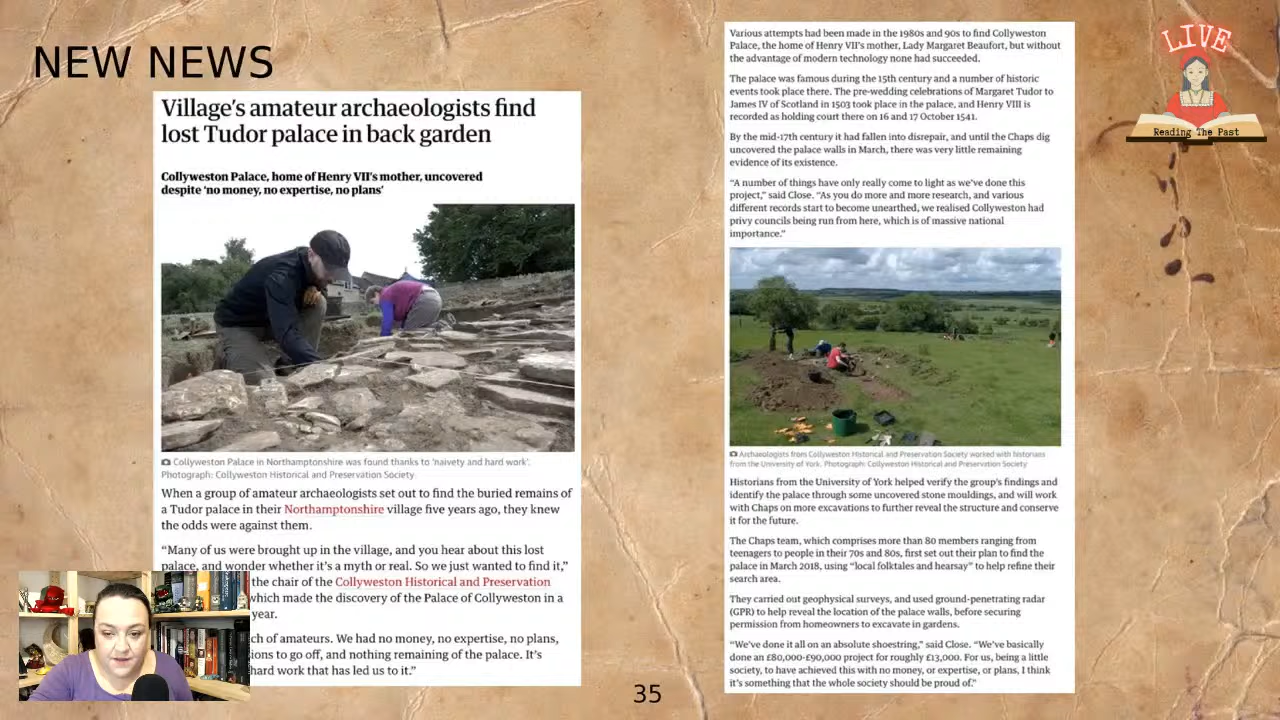 NEW NEWS
Village's amateur archaeologists find
lost Tudor palace in back garden
Collyweston Palace, home of Henry VII's mother, uncovered
despite 'no money, no expertise, no plans'
Collyweston Palace in Northamptonshire was found thanks to 'naivety and hard work'.
Photograph: Collyweston Historical and Preservation Society
When a group of amateur archaeologists set out to find the buried remains of
a Tudor palace in their Northamptonshire village five years ago, they knew
the odds were against them.
“Many of us were brought up in the village, and you hear about this lost
palace, and wonder whether it's a myth or real. So we just wanted to find it,”
the chair of the Collyweston Historical and Preservation
which made the discovery of the Palace of Collyweston in a
year.
ch of amateurs. We had no money, no expertise, no plans,
ions to go off, and nothing remaining of the palace. It's
hard work that has led us to it.”
Various attempts had been made in the 1980s and 90s to find Collyweston
Palace, the home of Henry VII's mother, Lady Margaret Beaufort, but without
the advantage of modern technology none had succeeded.
The palace was famous during the 15th century and a number of historic
events took place there. The pre-wedding celebrations of Margaret Tudor to
James IV of Scotland in 1503 took place in the palace, and Henry VIII is
recorded as holding court there on 16 and 17 October 1541.
By the mid-17th century it had fallen into disrepair, and until the Chaps dig
uncovered the palace walls in March, there was very little remaining
evidence of its existence.
“A number of things have only really come to light as we've done this
project,” said Close. “As you do more and more research, and various
different records start to become unearthed, we realised Collyweston had
privy councils being run from here, which is of massive national
importance.”
Archaeologists from Collyweston Historical and Preservation Society worked with historians
from the University of York. Photograph: Collyweston Historical and Preservation Society
Historians from the University of York helped verify the group's findings and
identify the palace through some uncovered stone mouldings, and will work
with Chaps on more excavations to further reveal the structure and conserve
it for the future.
The Chaps team, which comprises more than 80 members ranging from
teenagers to people in their 70s and 80s, first set out their plan to find the
palace in March 2018, using “local folktales and hearsay” to help refine their
search area.
They carried out geophysical surveys, and used ground-penetrating radar
(GPR) to help reveal the location of the palace walls, before securing
permission from homeowners to excavate in gardens.
“We've done it all on an absolute shoestring,” said Close. “We've basically
done an £80,000-£90,000 project for roughly £13,000. For us, being a little
society, to have achieved this with no money, or expertise, or plans, I think
it's something that the whole society should be proud of.”
LIVE
Reading The Past
35